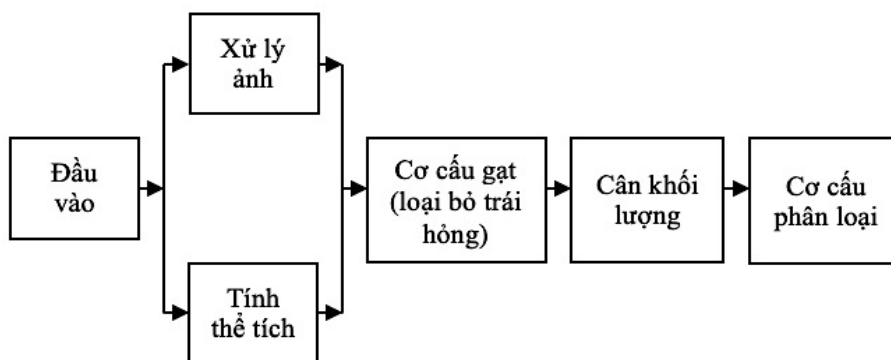 Đầu
vào
Xử lý
ảnh
Tính
thể tích
Cơ cấu gạt
(loại bỏ trái
hỏng)
Cân khối
lượng
Cơ cấu
phân loại